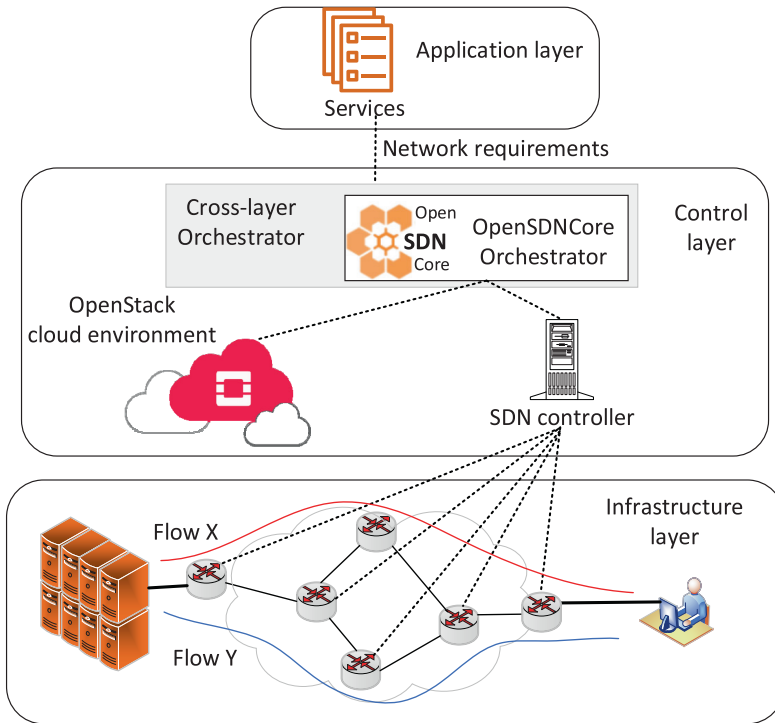 Application layer
Services
Network requirements
Cross-layer
Orchestrator
Open
SDN
Core
OpenSDNCore
Orchestrator
Control
layer
OpenStack
cloud environment
SDN controller
Infrastructure
layer
Flow X
Flow Y